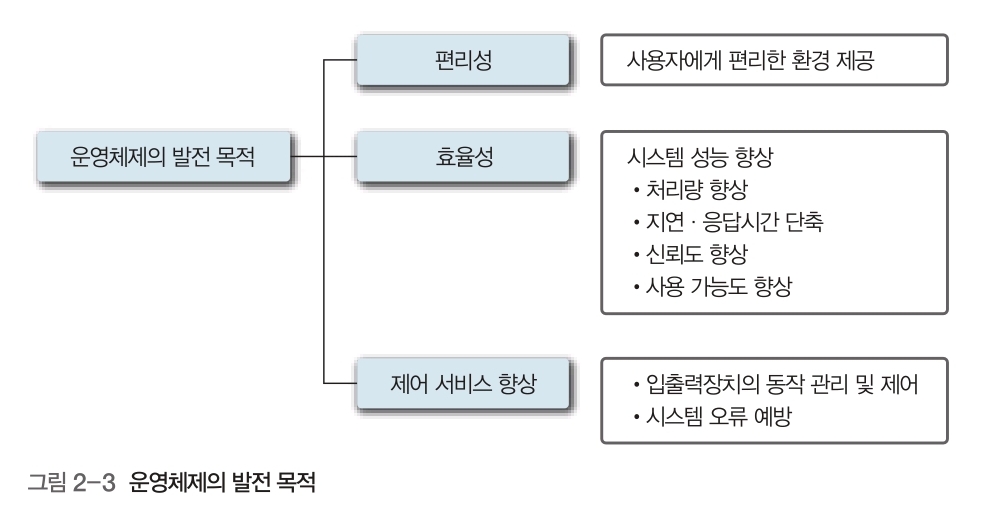 편리성
사용자에게 편리한 환경 제공
운영체제의 발전 목적
효율성
시스템 성능 향상
• 처리량 향상
• 지연 · 응답시간 단축
• 신뢰도 향상
• 사용 가능도 향상
제어 서비스 향상
• 입출력장치의 동작 관리 및 제어
• 시스템 오류 예방
그림 2-3 운영체제의 발전 목적